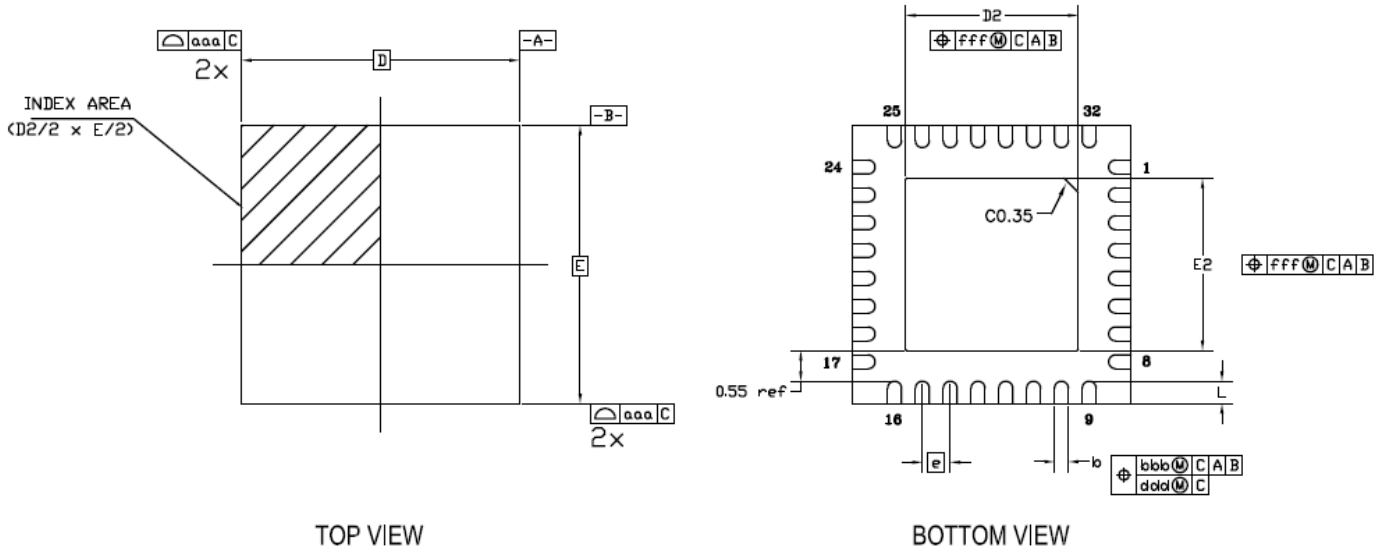 aaa C
2x
D
-A-
INDEX AREA
(D2/2 x E/2)
-B-
E
aaa C
2x
TOP VIEW
D2
⌖ fff Ⓜ C A B
25
32
24
1
C0.35
E2
⌖ fff Ⓜ C A B
17
8
0.55 ref
L
16
9
e
b
⌖ bbb Ⓜ C A B
ddd Ⓜ C
BOTTOM VIEW